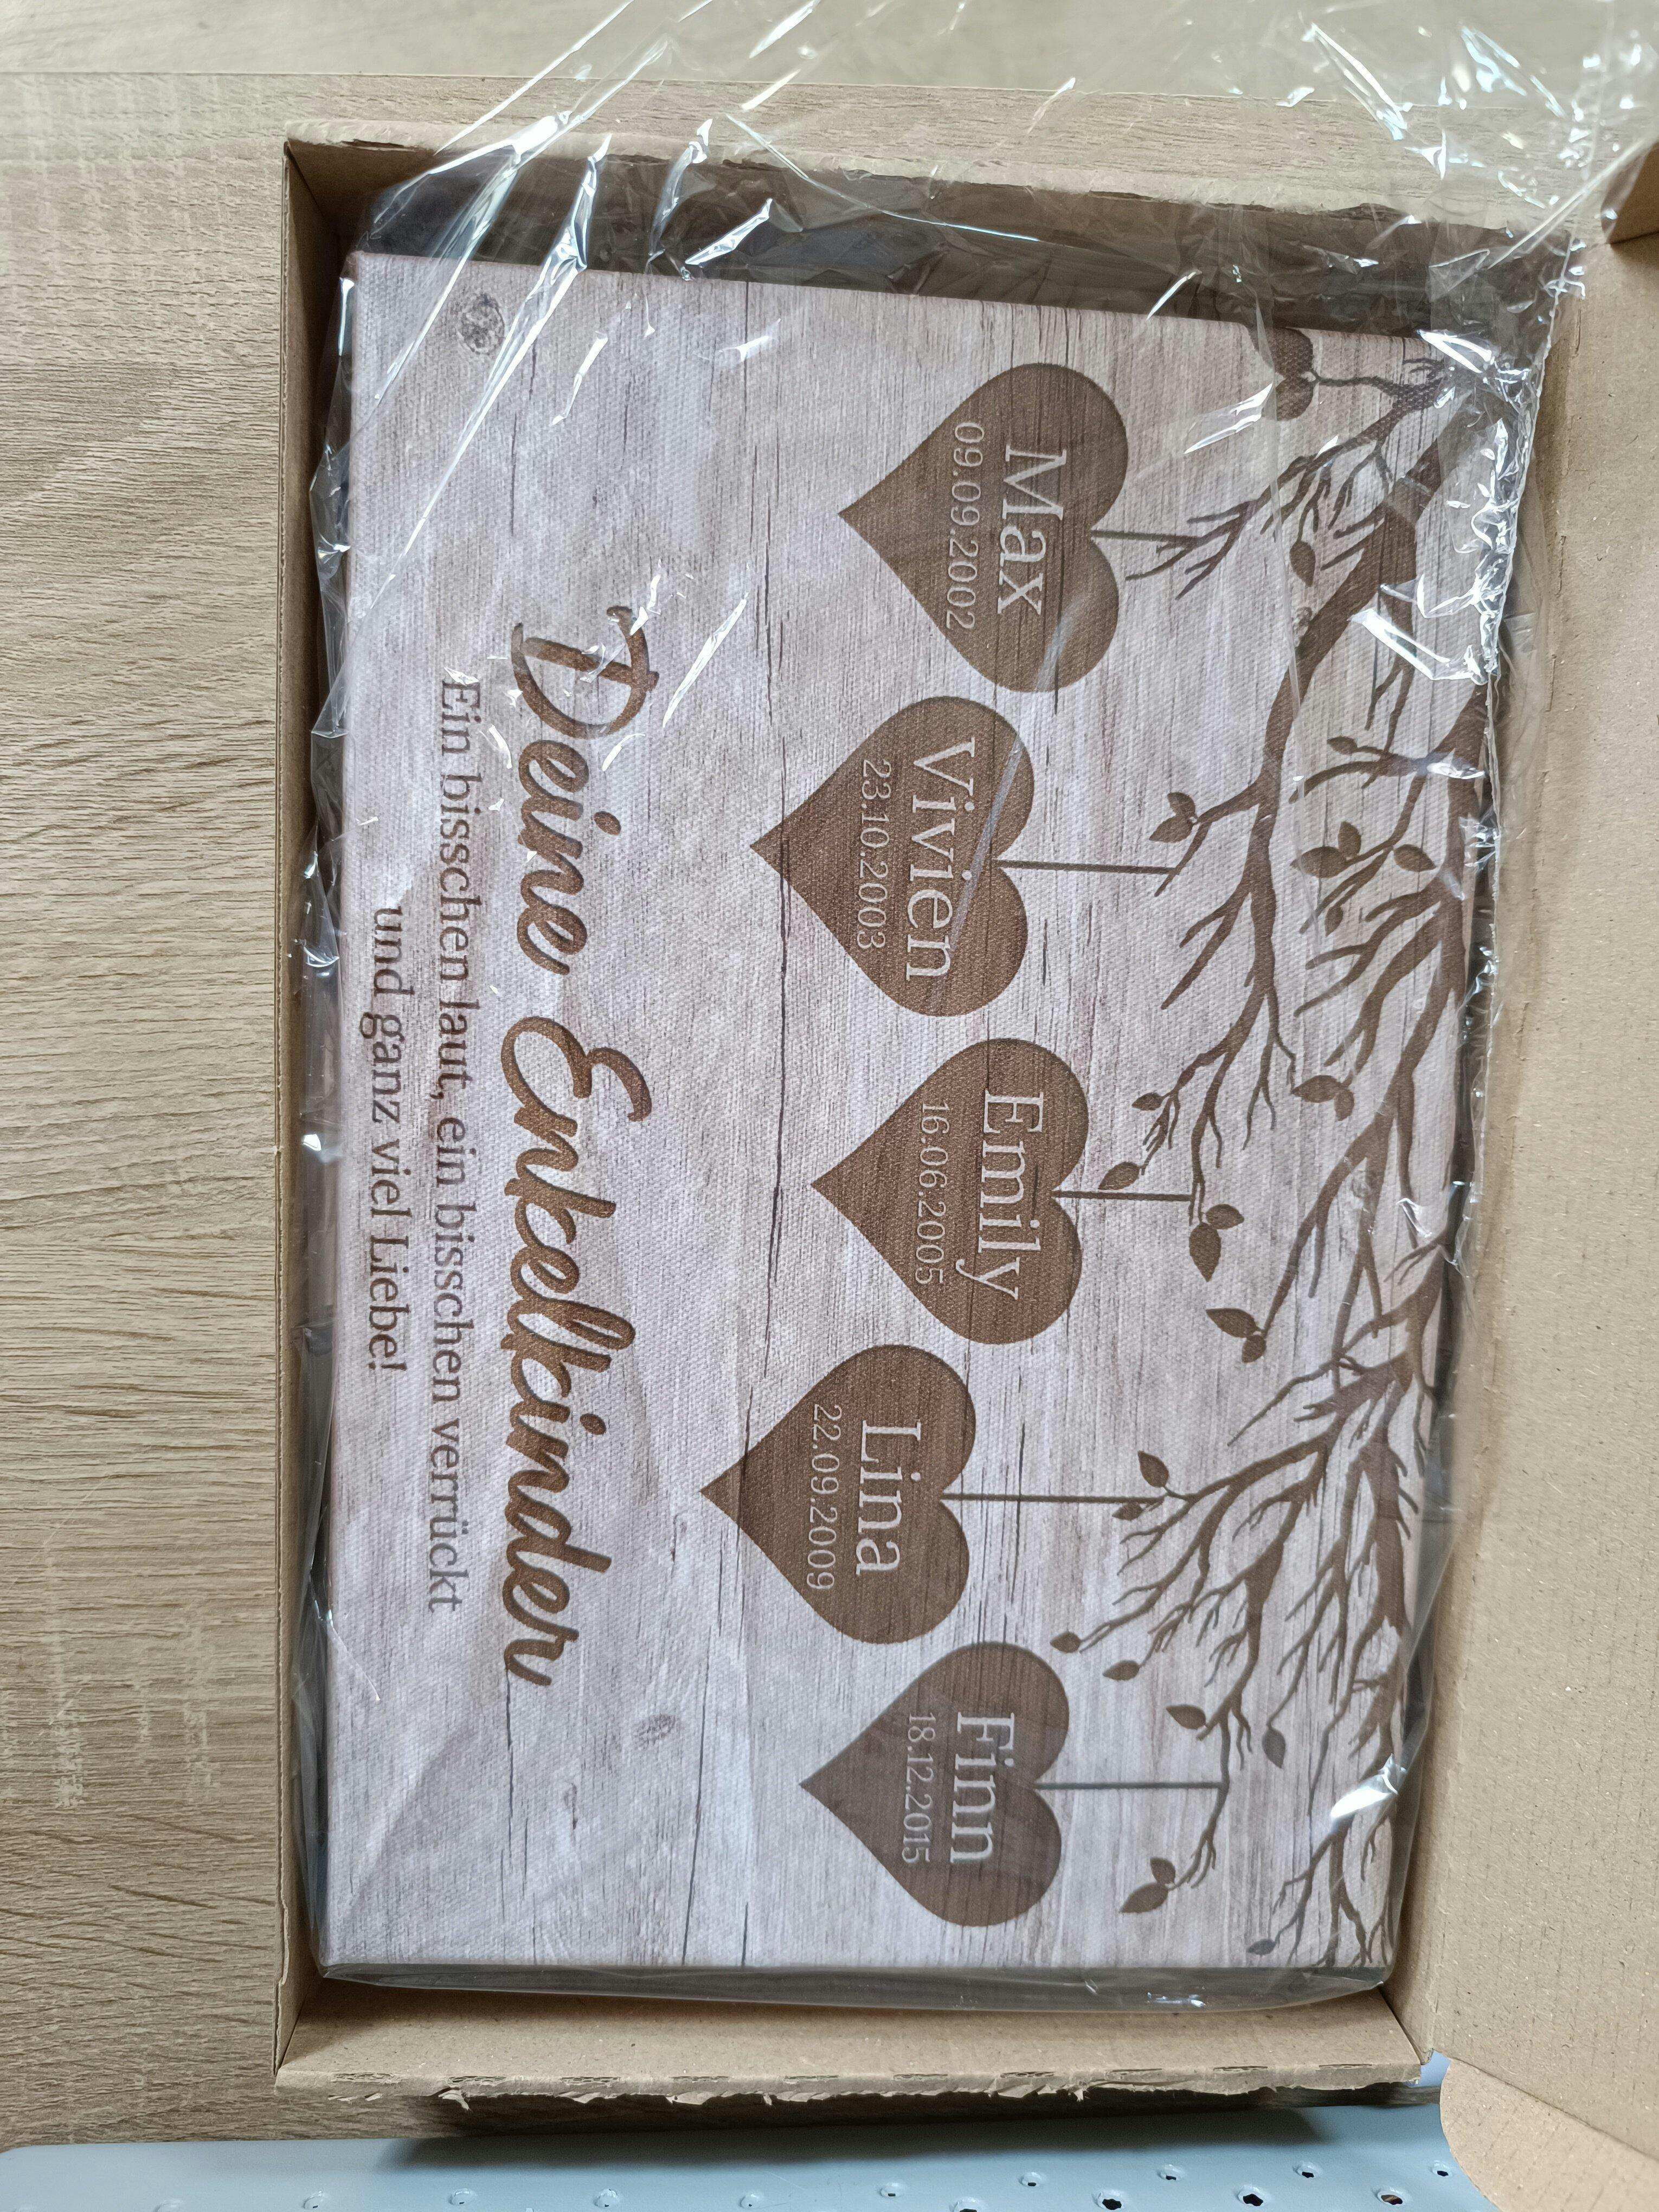 Max
09.09.2002
Vivien
23.10.2003
Emily
16.06.2005
Lina
22.09.2009
Finn
18.12.2015
Deine Enkelkinder
Ein bisschen laut, ein bisschen verrückt
und ganz viel Liebe!